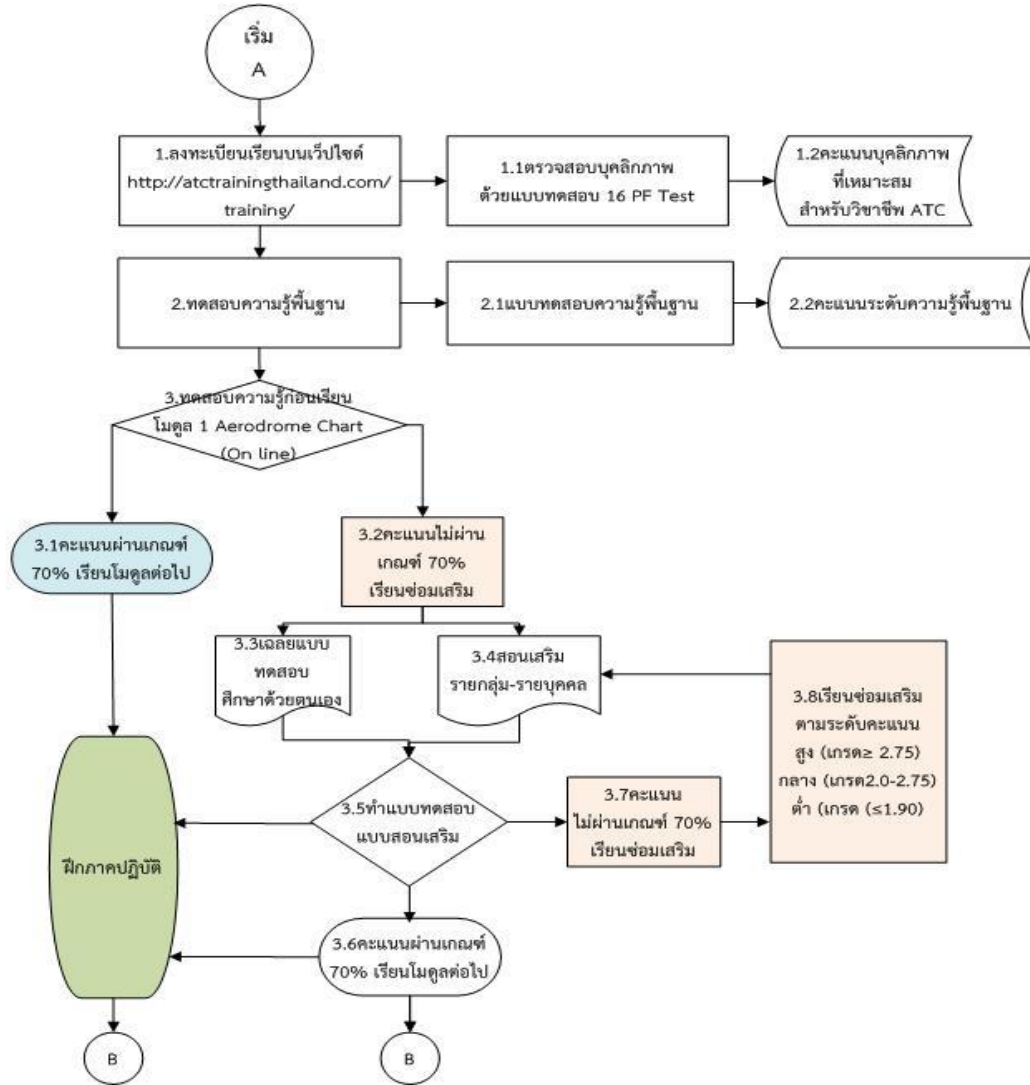 เริ่ม
A
1.ลงทะเบียนเรียนบนเว็ปไซด์
http://atctrainingthailand.com/
training/
1.1ตรวจสอบบุคลิกภาพ
ด้วยแบบทดสอบ 16 PF Test
1.2คะแนนบุคลิกภาพ
ที่เหมาะสม
สำหรับวิชาชีพ ATC
2.ทดสอบความรู้พื้นฐาน
2.1แบบทดสอบความรู้พื้นฐาน
2.2คะแนนระดับความรู้พื้นฐาน
3.ทดสอบความรู้ก่อนเรียน
โมดูล 1 Aerodrome Chart
(On line)
3.1คะแนนผ่านเกณฑ์
70% เรียนโมดูลต่อไป
3.2คะแนนไม่ผ่าน
เกณฑ์ 70%
เรียนซ่อมเสริม
3.3เฉลยแบบ
ทดสอบ
ศึกษาด้วยตนเอง
3.4สอนเสริม
รายกลุ่ม-รายบุคคล
3.8เรียนซ่อมเสริม
ตามระดับคะแนน
สูง (เกรด≥ 2.75)
กลาง (เกรด2.0-2.75)
ต่ำ (เกรด (≤1.90)
3.5ทำแบบทดสอบ
แบบสอนเสริม
3.7คะแนน
ไม่ผ่านเกณฑ์ 70%
เรียนซ่อมเสริม
ฝึกภาคปฏิบัติ
3.6คะแนนผ่านเกณฑ์
70% เรียนโมดูลต่อไป
B
B